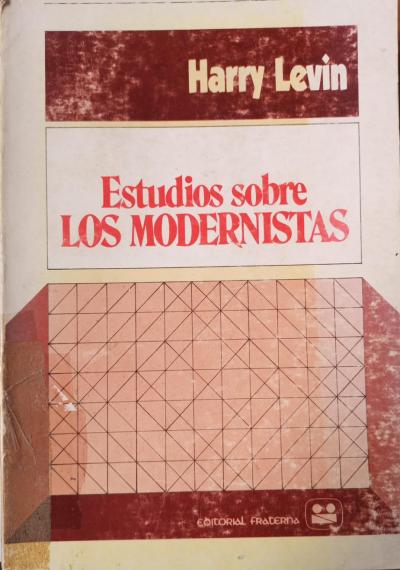 Harry Levin
Estudios sobre
LOS MODERNISTAS
EDITORIAL FRATERNA